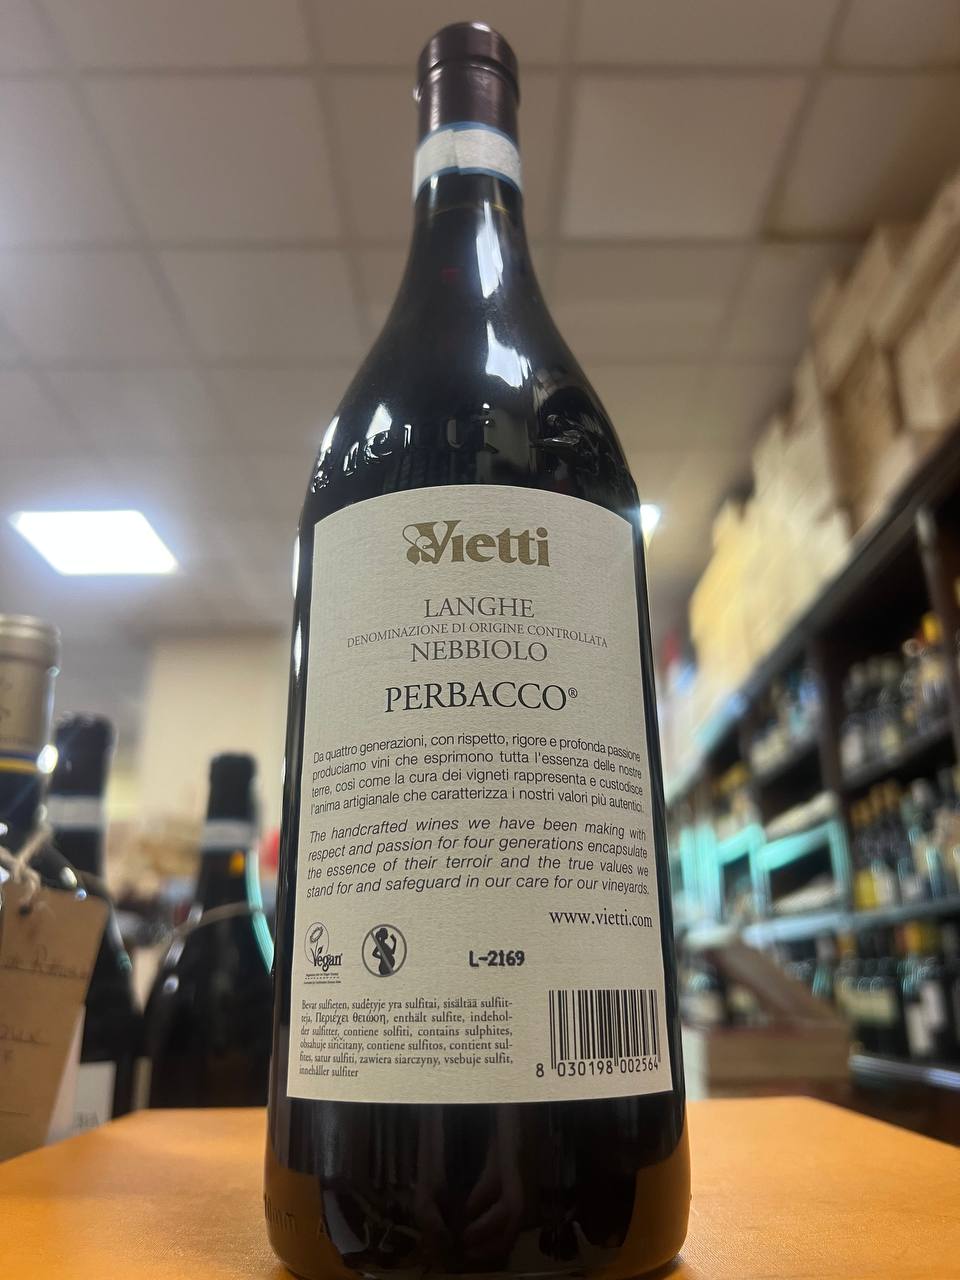 Vietti
LANGHE
DENOMINAZIONE DI ORIGINE CONTROLLATA
NEBBIOLO
PERBACCO®
Da quattro generazioni, con rispetto, rigore e profonda passione
produciamo vini che esprimono tutta l'essenza delle nostre
terre, così come la cura dei vigneti rappresenta e custodisce
l'anima artigianale che caratterizza i nostri valori più autentici.
The handcrafted wines we have been making with
respect and passion for four generations encapsulate
the essence of their terroir and the true values we
stand for and safeguard in our care for our vineyards.
www.vietti.com
Vegan
L-2169
Bevat sulfieten, sudėtyje yra sulfitai, sisältää sulfiit-
teja, Περιέχει θειώδη, enthält sulfite, indehol-
der sulfitter, contiene solfiti, contains sulphites,
obsahuje siričitany, contiene sulfitos, contient sul-
fites, satur sulfiti, zawiera siarczyny, vsebuje sulfit,
innehåller sulfiter
8 030198 002564